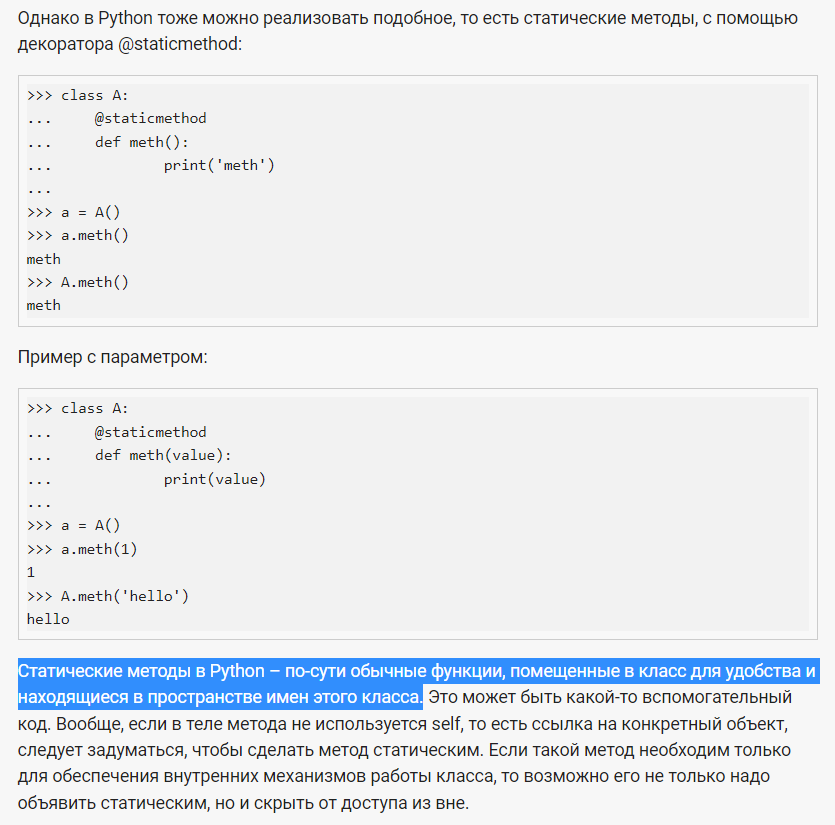 Однако в Python тоже можно реализовать подобное, то есть статические методы, с помощью
декоратора @staticmethod:
>>> class A:
...     @staticmethod
...     def meth():
...             print('meth')
...
>>> a = A()
>>> a.meth()
meth
>>> A.meth()
meth
Пример с параметром:
>>> class A:
...     @staticmethod
...     def meth(value):
...             print(value)
...
>>> a = A()
>>> a.meth(1)
1
>>> A.meth('hello')
hello
Статические методы в Python – по-сути обычные функции, помещенные в класс для удобства и
находящиеся в пространстве имен этого класса. Это может быть какой-то вспомогательный
код. Вообще, если в теле метода не используется self, то есть ссылка на конкретный объект,
следует задуматься, чтобы сделать метод статическим. Если такой метод необходим только
для обеспечения внутренних механизмов работы класса, то возможно его не только надо
объявить статическим, но и скрыть от доступа из вне.